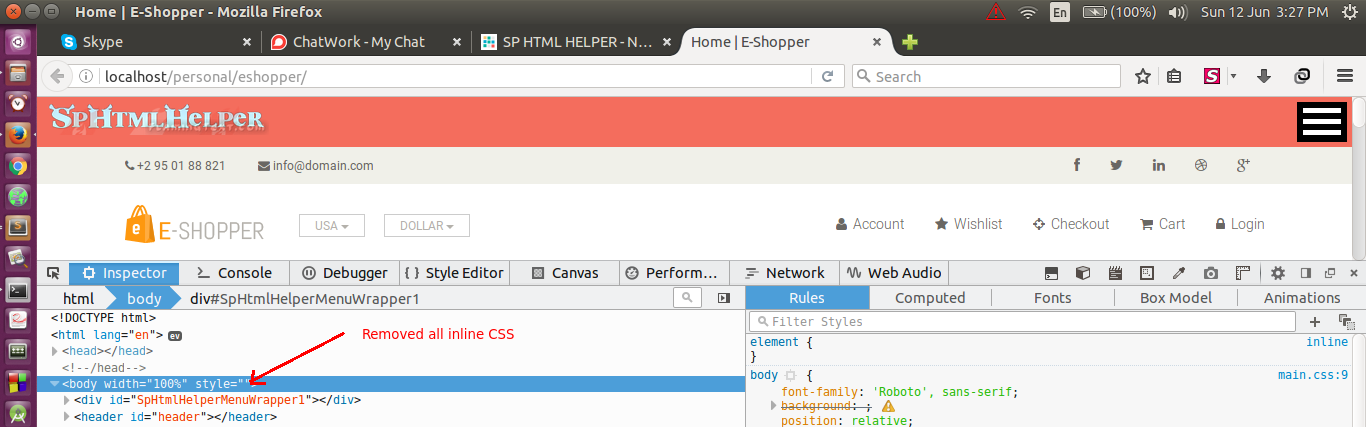 Home | E-Shopper - Mozilla Firefox
En (100%) Sun 12 Jun 3:27 PM
Skype
ChatWork - My Chat
SP HTML HELPER - N...
Home | E-Shopper
localhost/personal/eshopper/
Search
SpHtmlHelper
+2 95 01 88 821
info@domain.com
E-SHOPPER
USA
DOLLAR
Account
Wishlist
Checkout
Cart
Login
Inspector
Console
Debugger
Style Editor
Canvas
Perform...
Network
Web Audio
html
body
div#SpHtmlHelperMenuWrapper1
Rules
Computed
Fonts
Box Model
Animations
<!DOCTYPE html>
<html lang="en"> ev
<head></head>
<!--/head-->
<body width="100%" style="">
<div id="SpHtmlHelperMenuWrapper1"></div>
<header id="header"></header>
Removed all inline CSS
Filter Styles
element { inline
}
body { main.css:9
font-family: 'Roboto', sans-serif;
background: ;
position: relative;